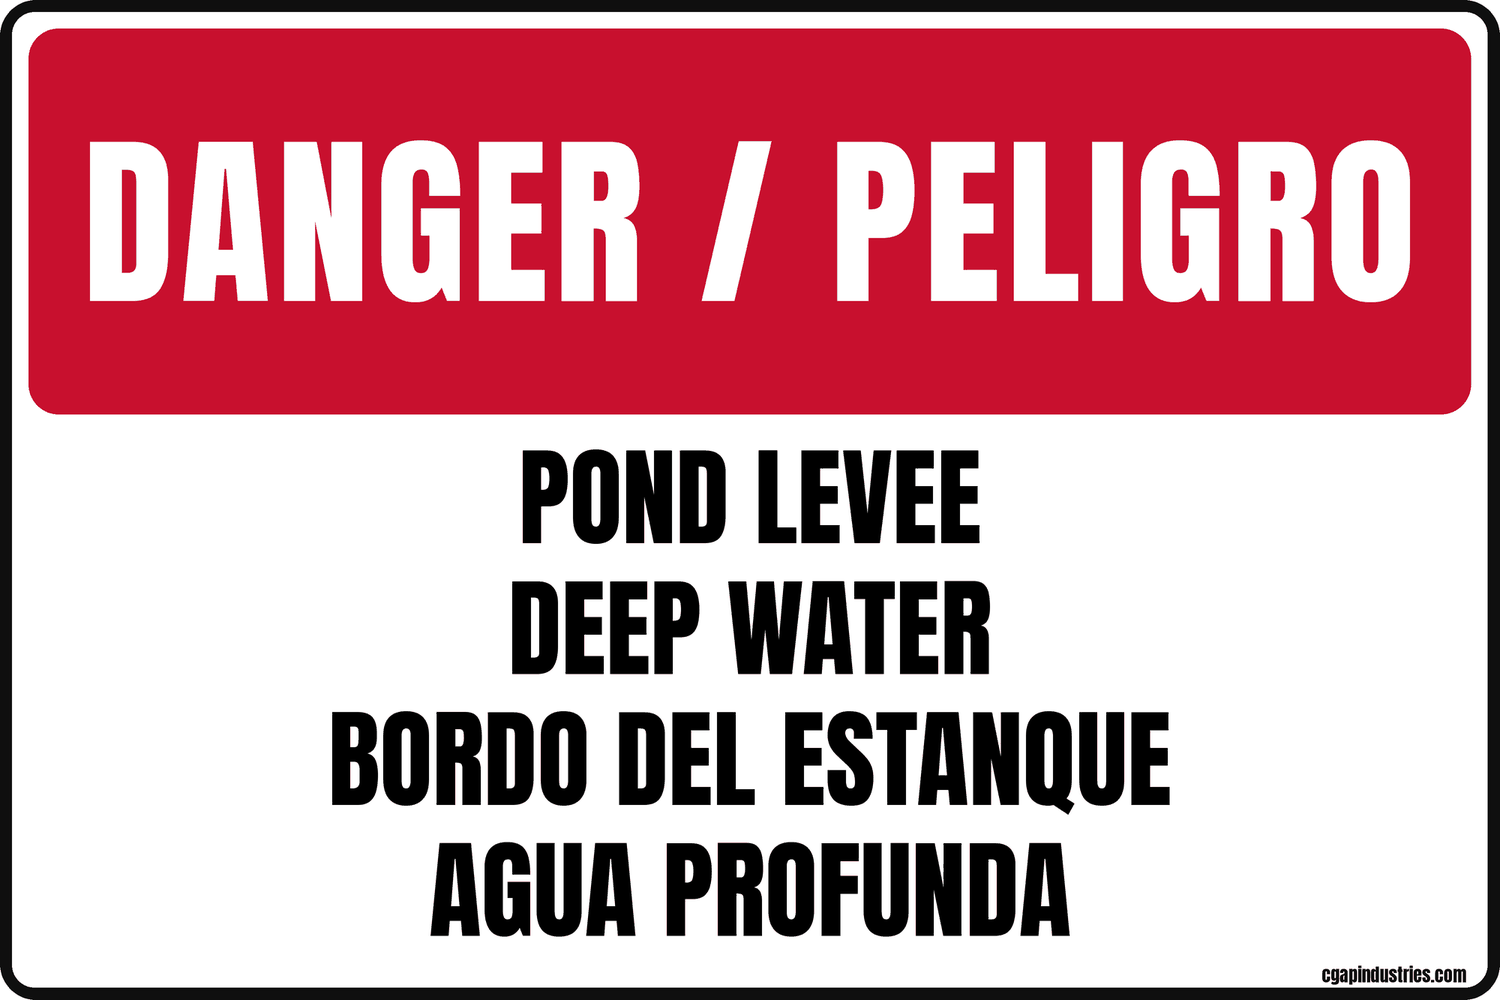 DANGER / PELIGRO
POND LEVEE
DEEP WATER
BORDO DEL ESTANQUE
AGUA PROFUNDA
cgapindustries.com